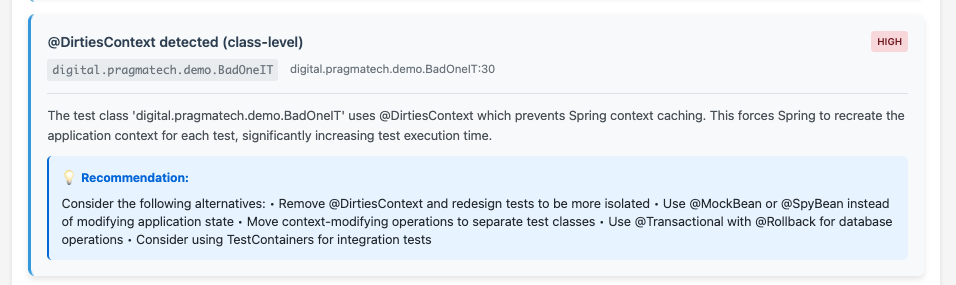 @DirtiesContext detected (class-level)
HIGH
digital.pragmatech.demo.BadOneIT digital.pragmatech.demo.BadOneIT:30
The test class 'digital.pragmatech.demo.BadOneIT' uses @DirtiesContext which prevents Spring context caching. This forces Spring to recreate the
application context for each test, significantly increasing test execution time.
💡 Recommendation:
Consider the following alternatives: • Remove @DirtiesContext and redesign tests to be more isolated • Use @MockBean or @SpyBean instead
of modifying application state • Move context-modifying operations to separate test classes • Use @Transactional with @Rollback for database
operations • Consider using TestContainers for integration tests